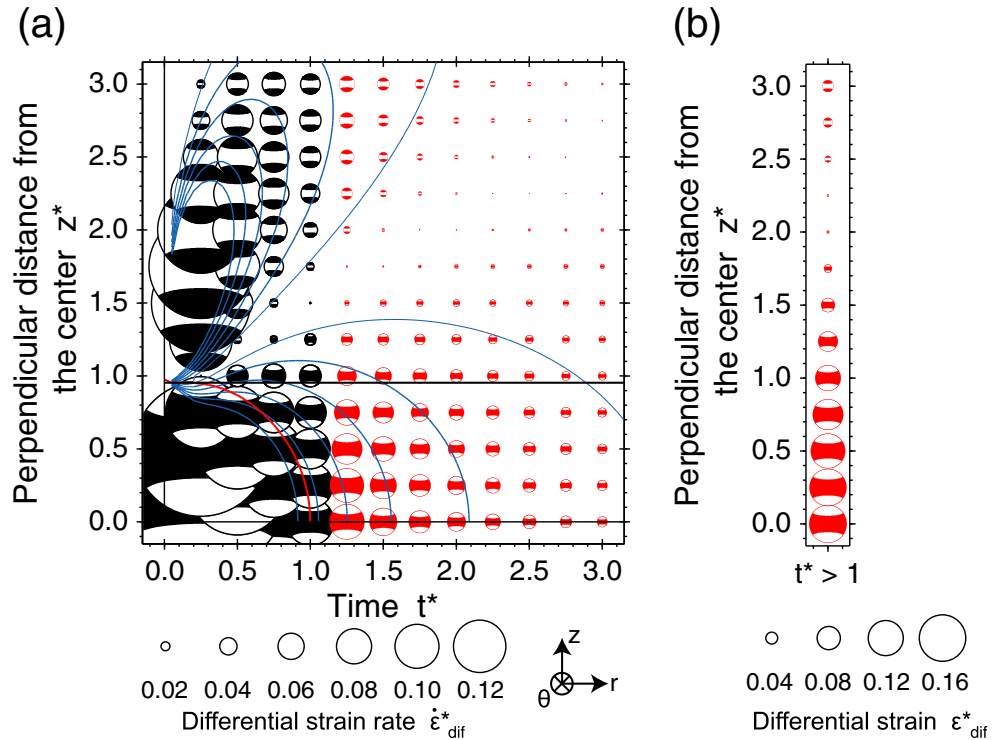 (a)
(b)
Perpendicular distance from
the center z*
3.0
2.5
2.0
1.5
1.0
0.5
0.0
0.0 0.5 1.0 1.5 2.0 2.5 3.0
Time t*
0.02 0.04 0.06 0.08 0.10 0.12
Differential strain rate ε̇*dif
z
r
θ
Perpendicular distance from
the center z*
3.0
2.5
2.0
1.5
1.0
0.5
0.0
t* > 1
0.04 0.08 0.12 0.16
Differential strain ε*dif